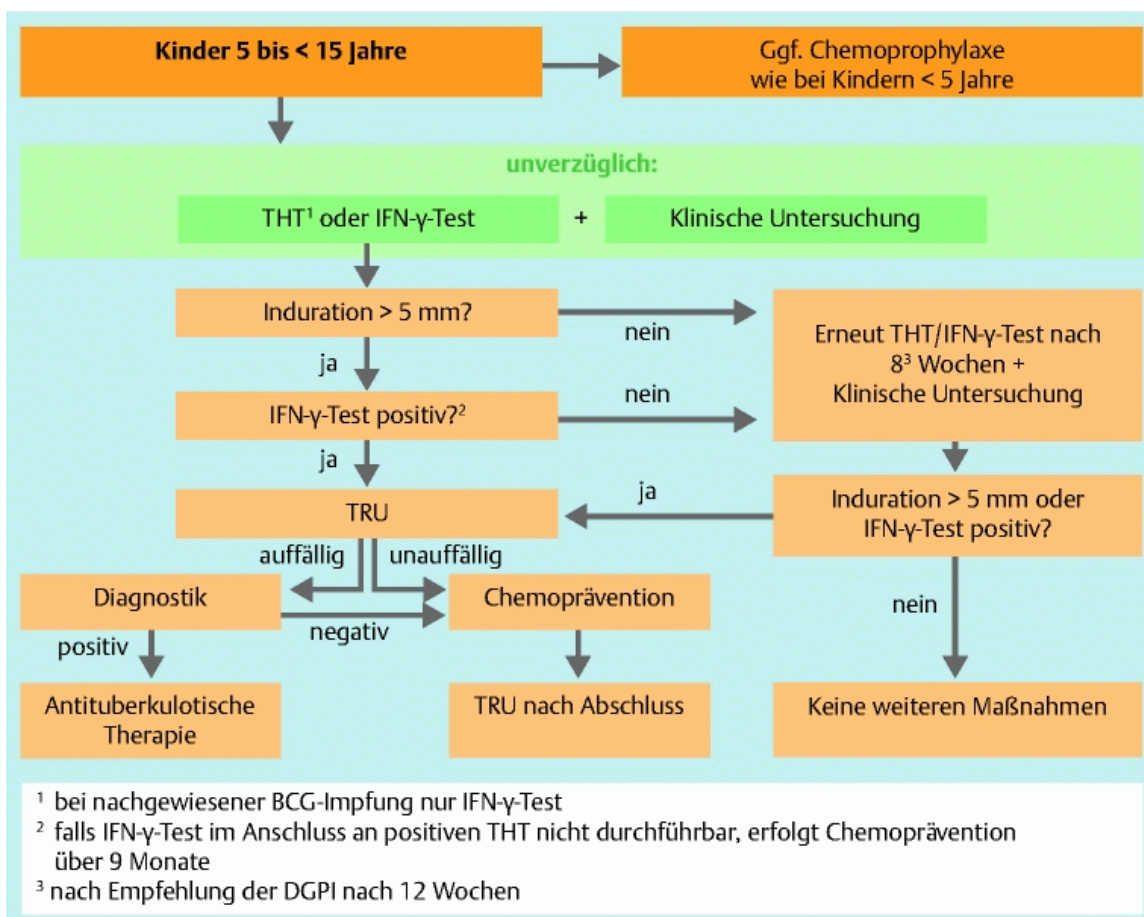 Kinder 5 bis < 15 Jahre
Ggf. Chemoprophylaxe
wie bei Kindern < 5 Jahre
unverzüglich:
THT¹ oder IFN-γ-Test
+
Klinische Untersuchung
Induration > 5 mm?
nein
Erneut THT/IFN-γ-Test nach
8³ Wochen +
Klinische Untersuchung
ja
IFN-γ-Test positiv?²
nein
ja
TRU
ja
Induration > 5 mm oder
IFN-γ-Test positiv?
auffällig
unauffällig
Diagnostik
Chemoprävention
nein
negativ
positiv
Antituberkulotische
Therapie
TRU nach Abschluss
Keine weiteren Maßnahmen
¹ bei nachgewiesener BCG-Impfung nur IFN-γ-Test
² falls IFN-γ-Test im Anschluss an positiven THT nicht durchführbar, erfolgt Chemoprävention
über 9 Monate
³ nach Empfehlung der DGPI nach 12 Wochen